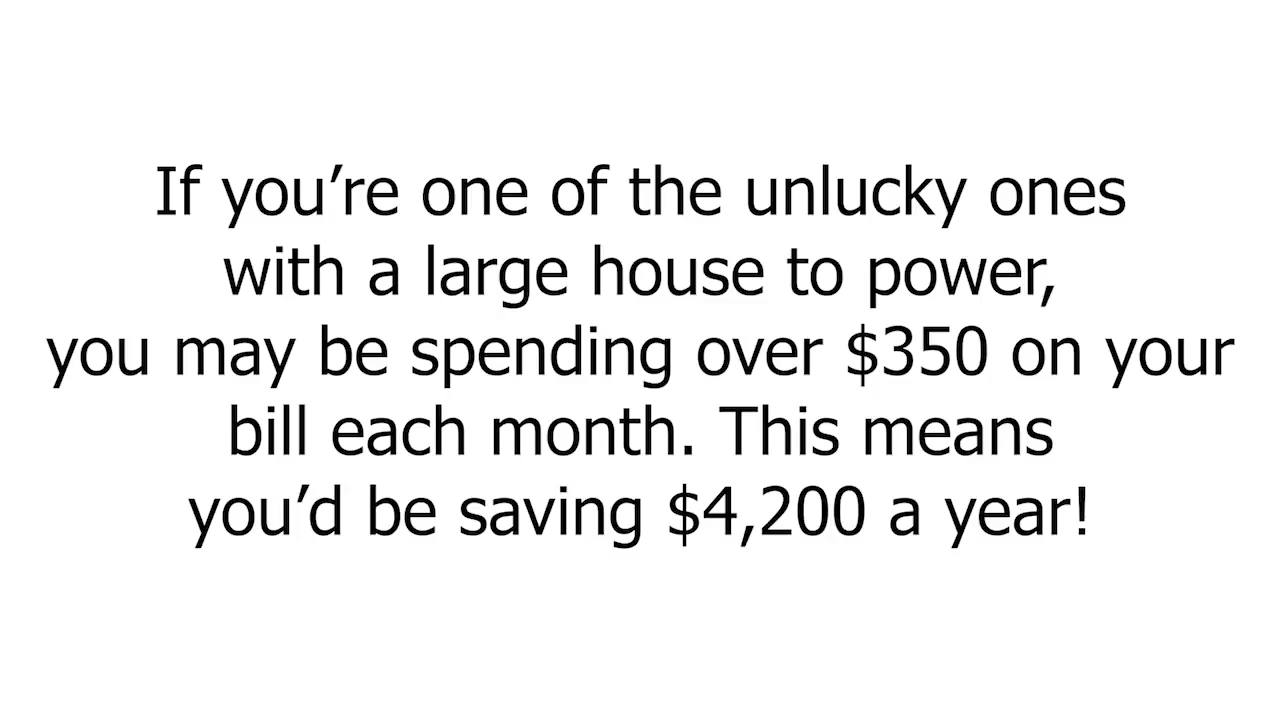 If you’re one of the unlucky ones
with a large house to power,
you may be spending over $350 on your
bill each month. This means
you’d be saving $4,200 a year!